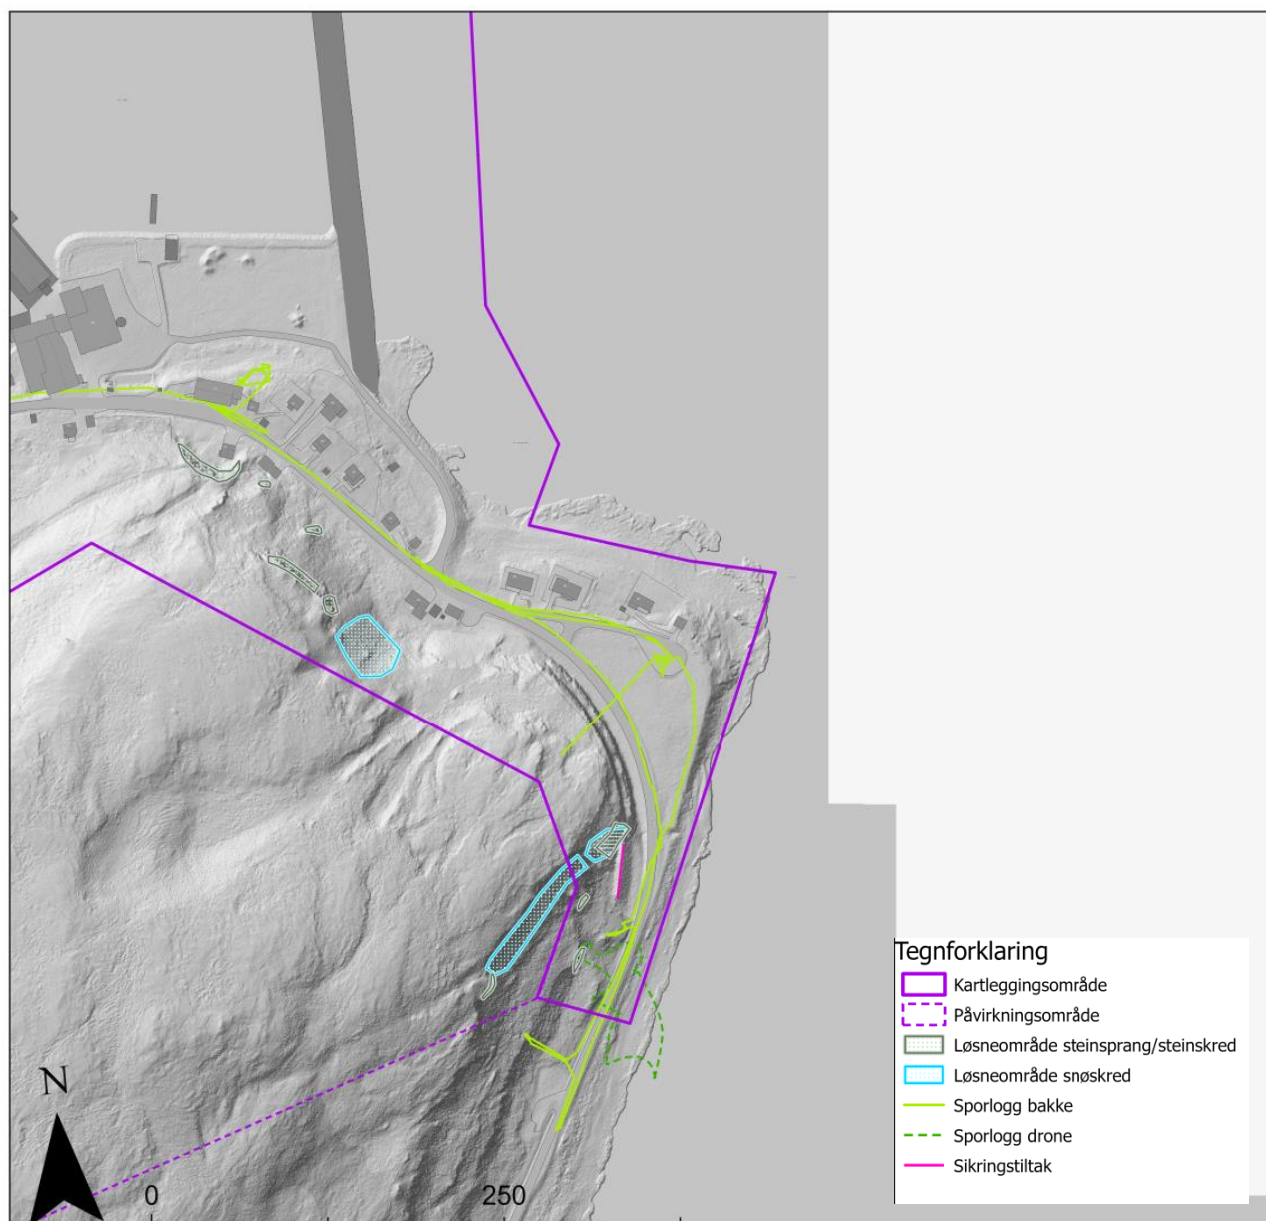 Tegnforklaring
Kartleggingsområde
Påvirkningsområde
Løsneområde steinsprang/steinskred
Løsneområde snøskred
Sporlogg bakke
Sporlogg drone
Sikringstiltak
N
0
250